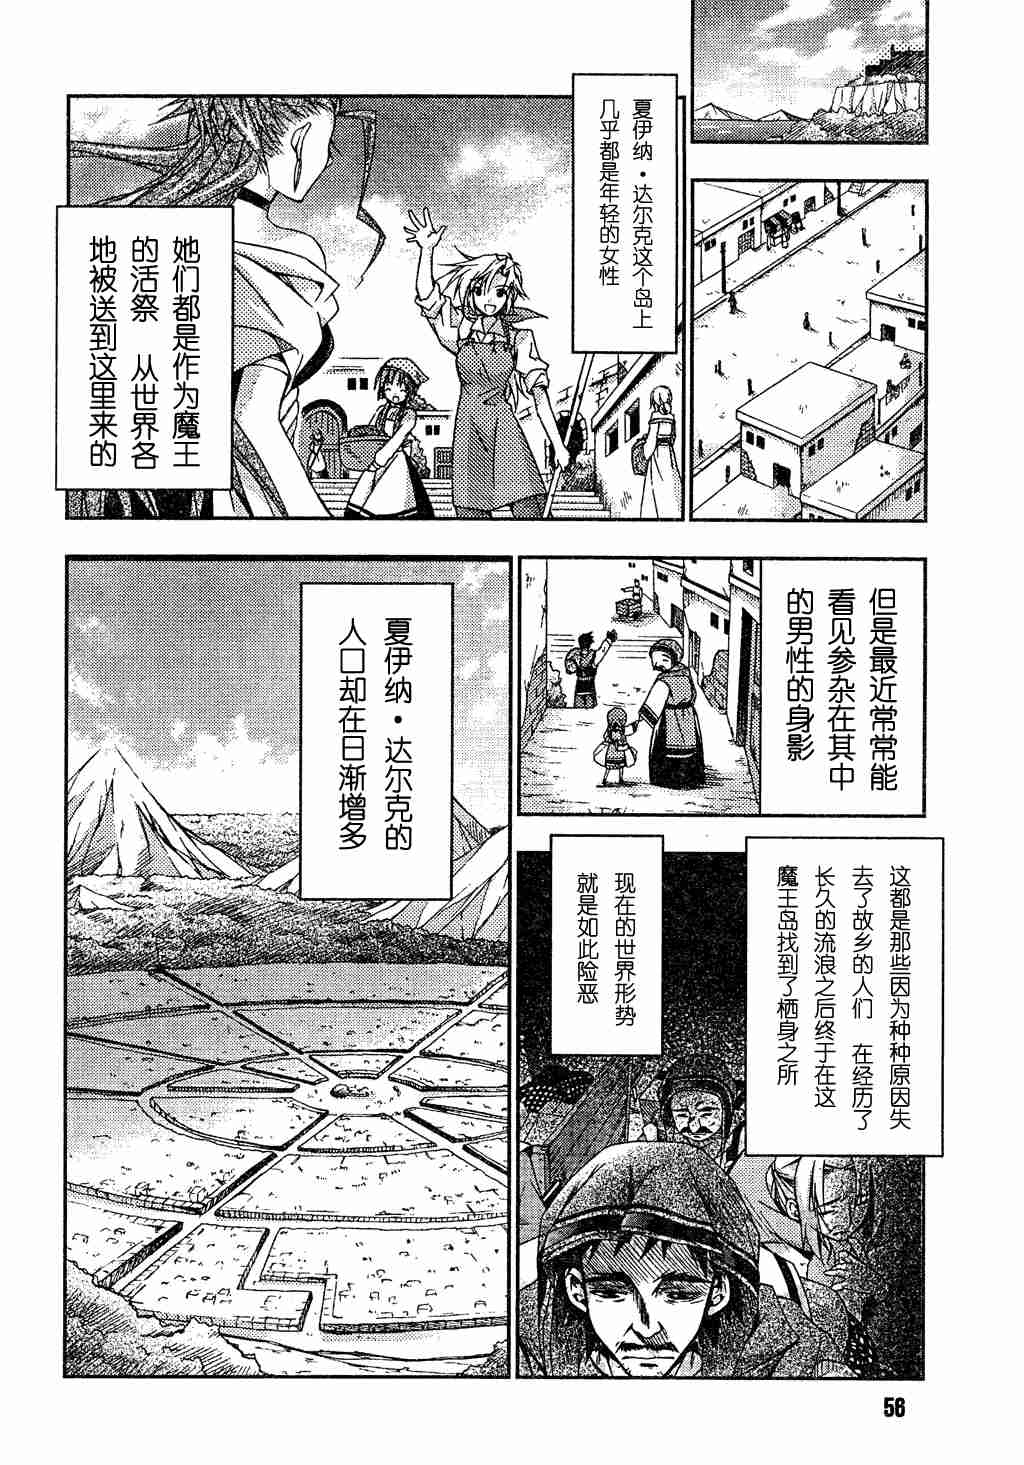 夏伊纳·达尔克这个岛上
几乎都是年轻的女性
她们都是作为魔王
的活祭 从世界各
地被送到这里来的
但是最近常常能
看见参杂在其中
的男性的身影
这都是那些因为种种原因失
去了故乡的人们 在经历了
长久的流浪之后终于在这
魔王岛找到了栖身之所
现在的世界形势
就是如此险恶
夏伊纳·达尔克的
人口却在日渐增多
56